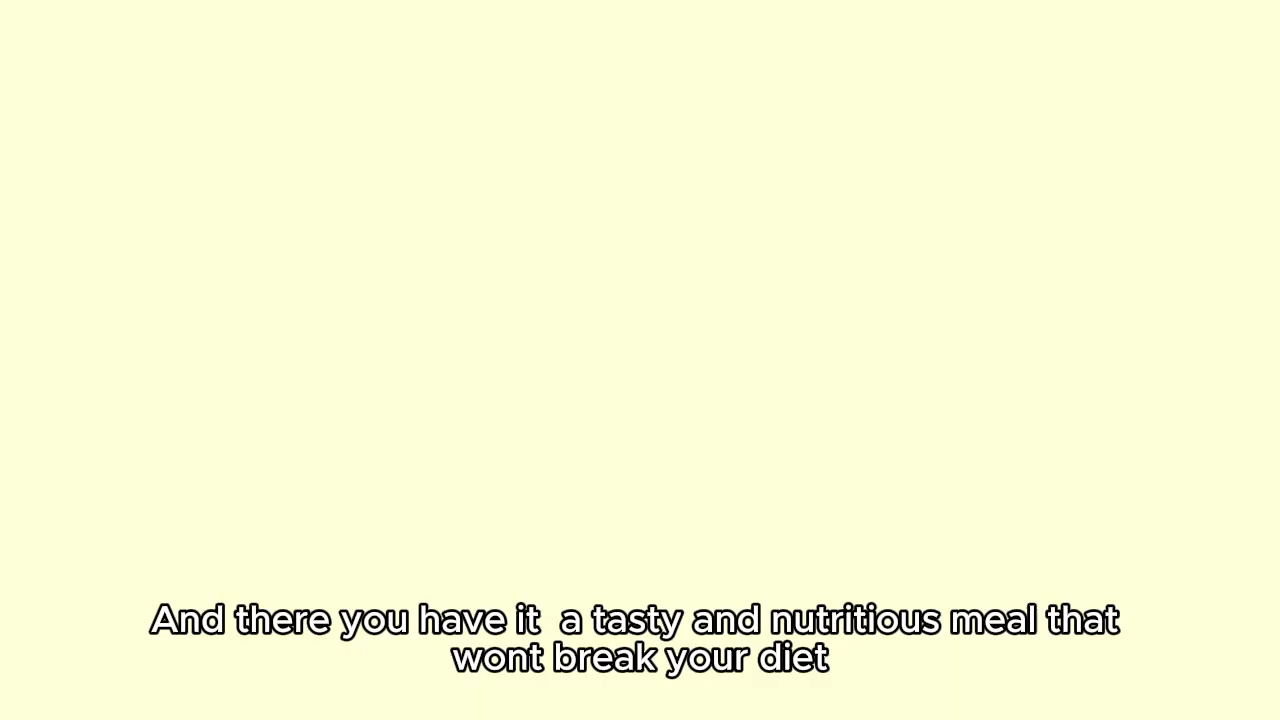 And there you have it  a tasty and nutritious meal that
wont break your diet